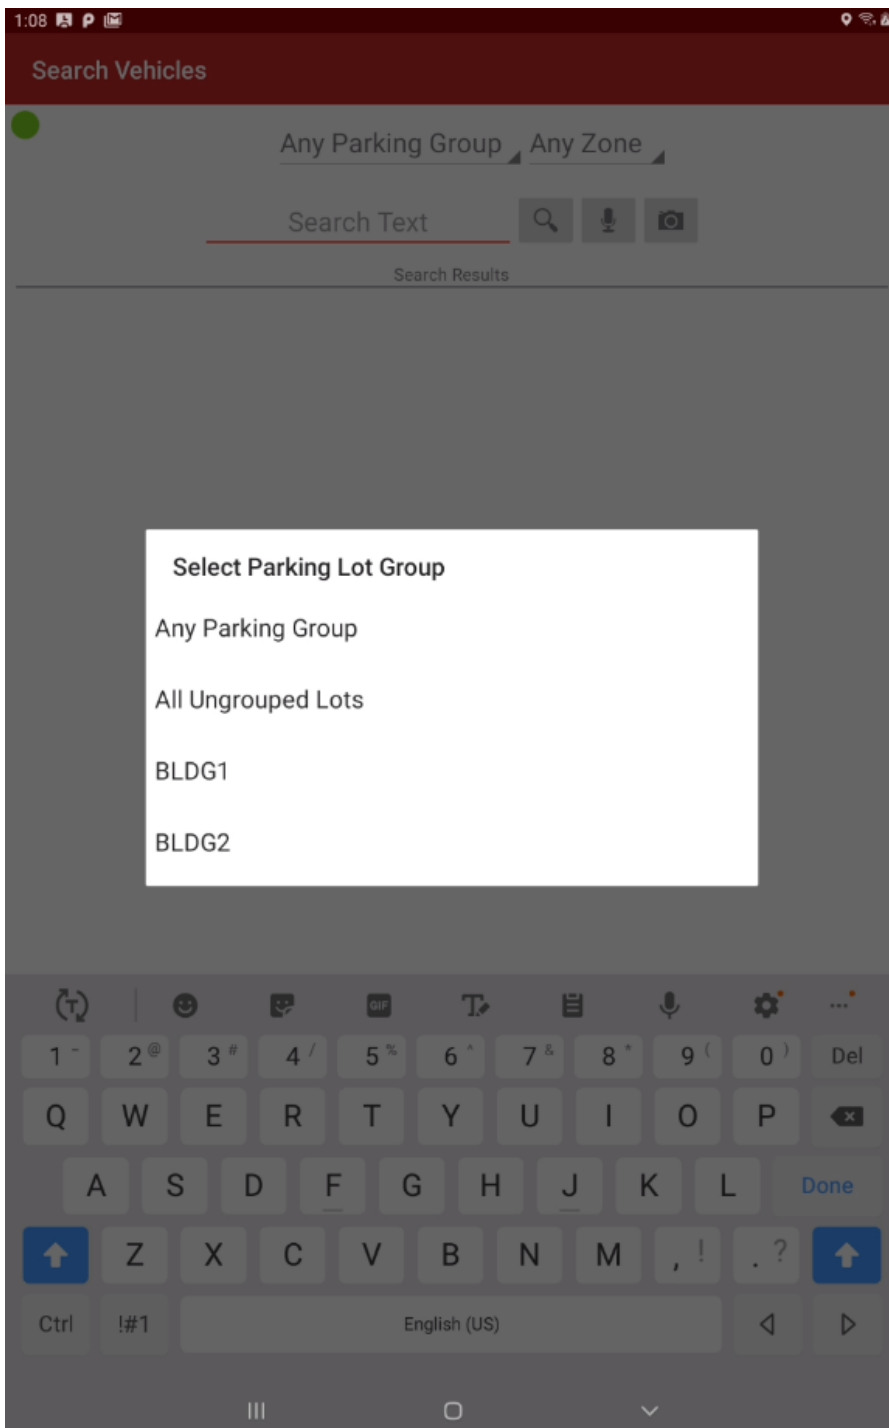 1:08
Search Vehicles
Any Parking Group Any Zone
Search Text
Search Results
Select Parking Lot Group
Any Parking Group
All Ungrouped Lots
BLDG1
BLDG2
T GIF T
1 - 2 @ 3 # 4 / 5 % 6 ^ 7 & 8 * 9 ( 0 ) Del
Q W E R T Y U I O P
A S D F G H J K L Done
Z X C V B N M , ! . ?
Ctrl !#1 English (US)